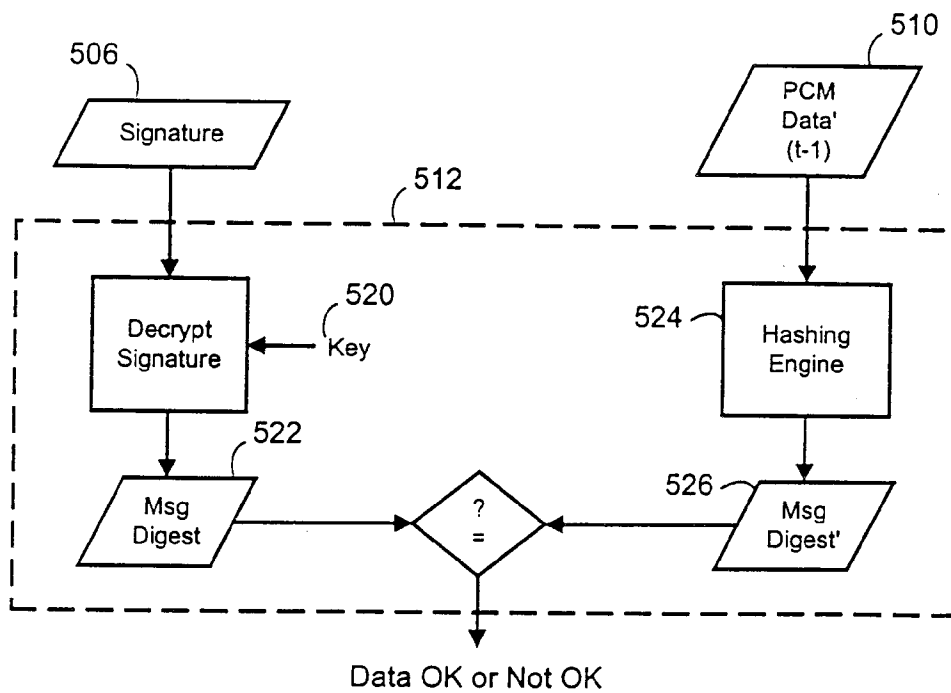 506
510
Signature
PCM
Data'
(t-1)
512
Decrypt
Signature
520
Key
524
Hashing
Engine
522
Msg
Digest
?
=
526
Msg
Digest'
Data OK or Not OK